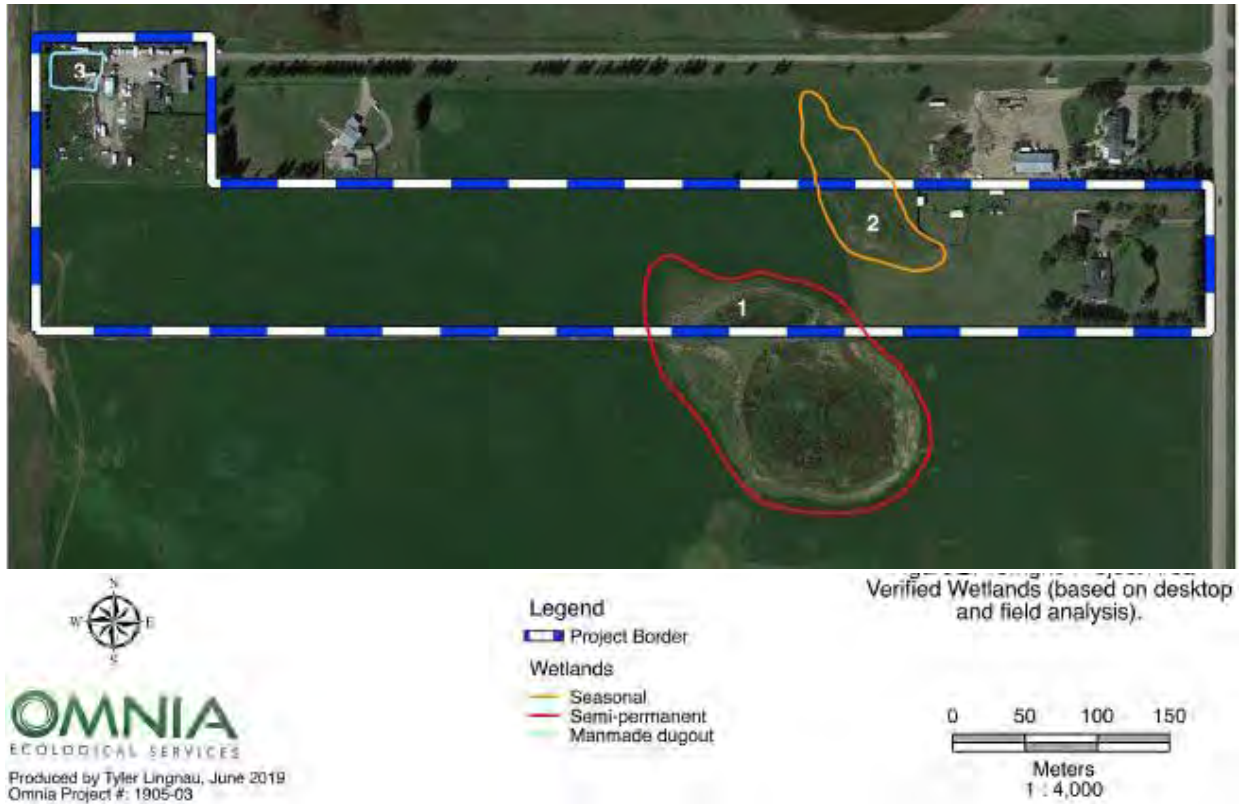 3
2
1
N
W E
S
Legend
Project Border
Wetlands
Seasonal
Semi-permanent
Manmade dugout
Verified Wetlands (based on desktop
and field analysis).
OMNIA
ECOLOGICAL SERVICES
Produced by Tyler Lingnau, June 2019
Omnia Project #: 1905-03
0 50 100 150
Meters
1 : 4,000